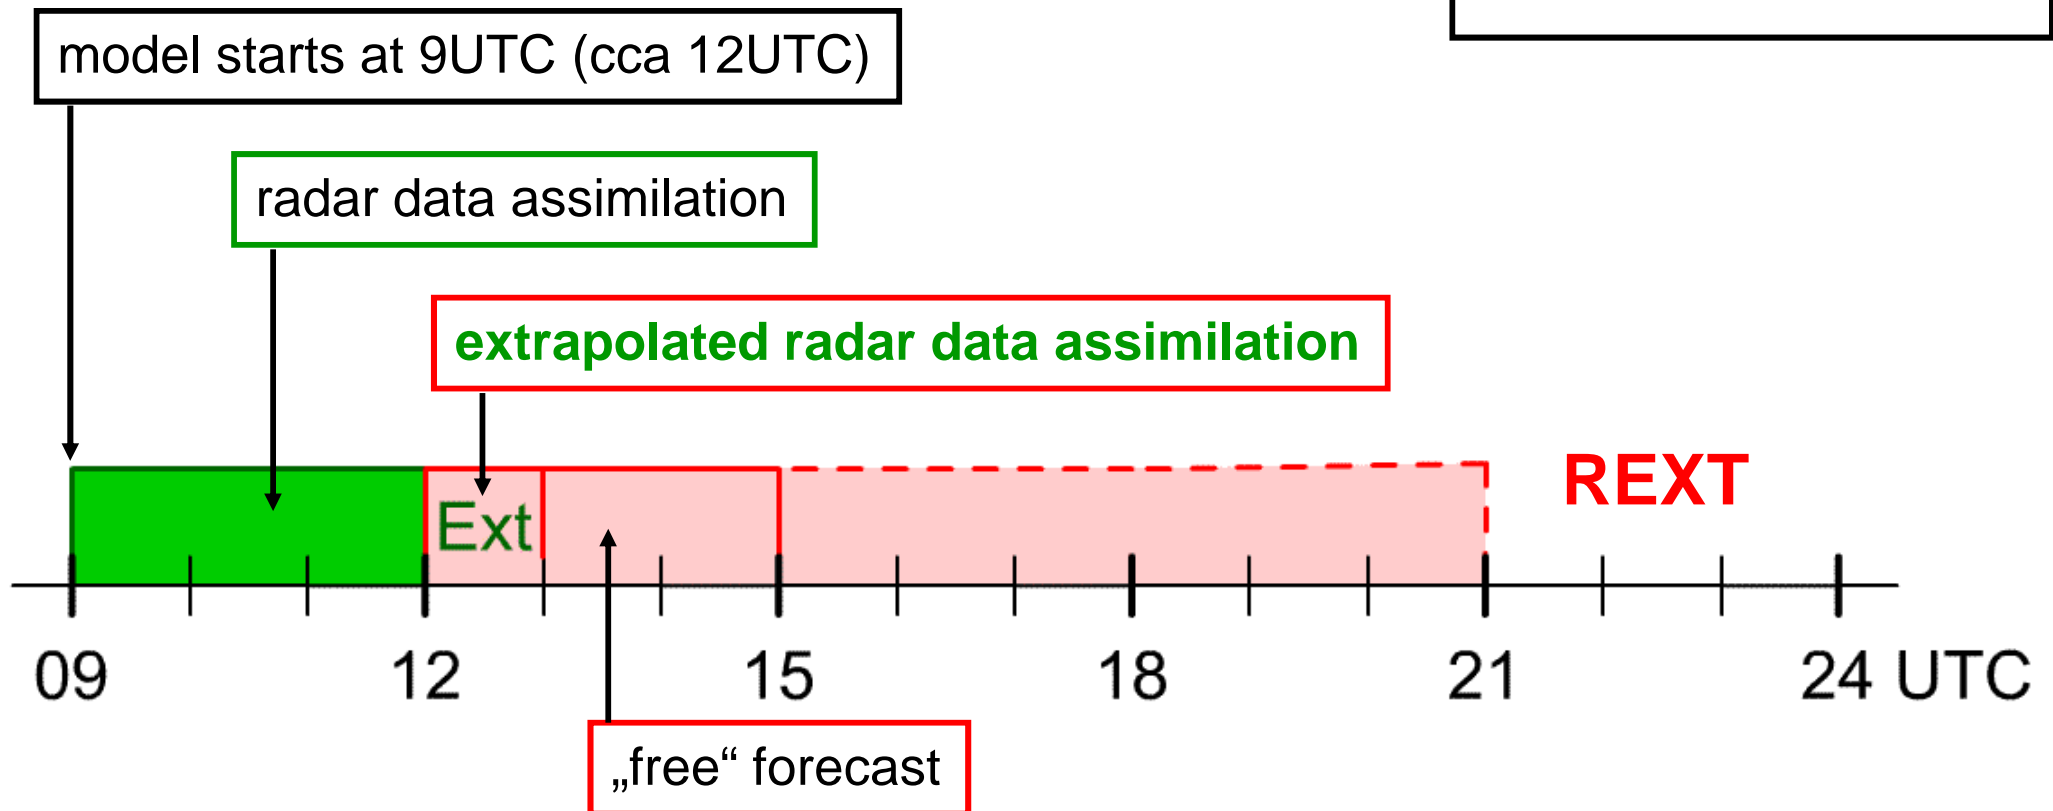 model starts at 9UTC (cca 12UTC)
radar data assimilation
extrapolated radar data assimilation
REXT
Ext
09 12 15 18 21 24 UTC
„free“ forecast